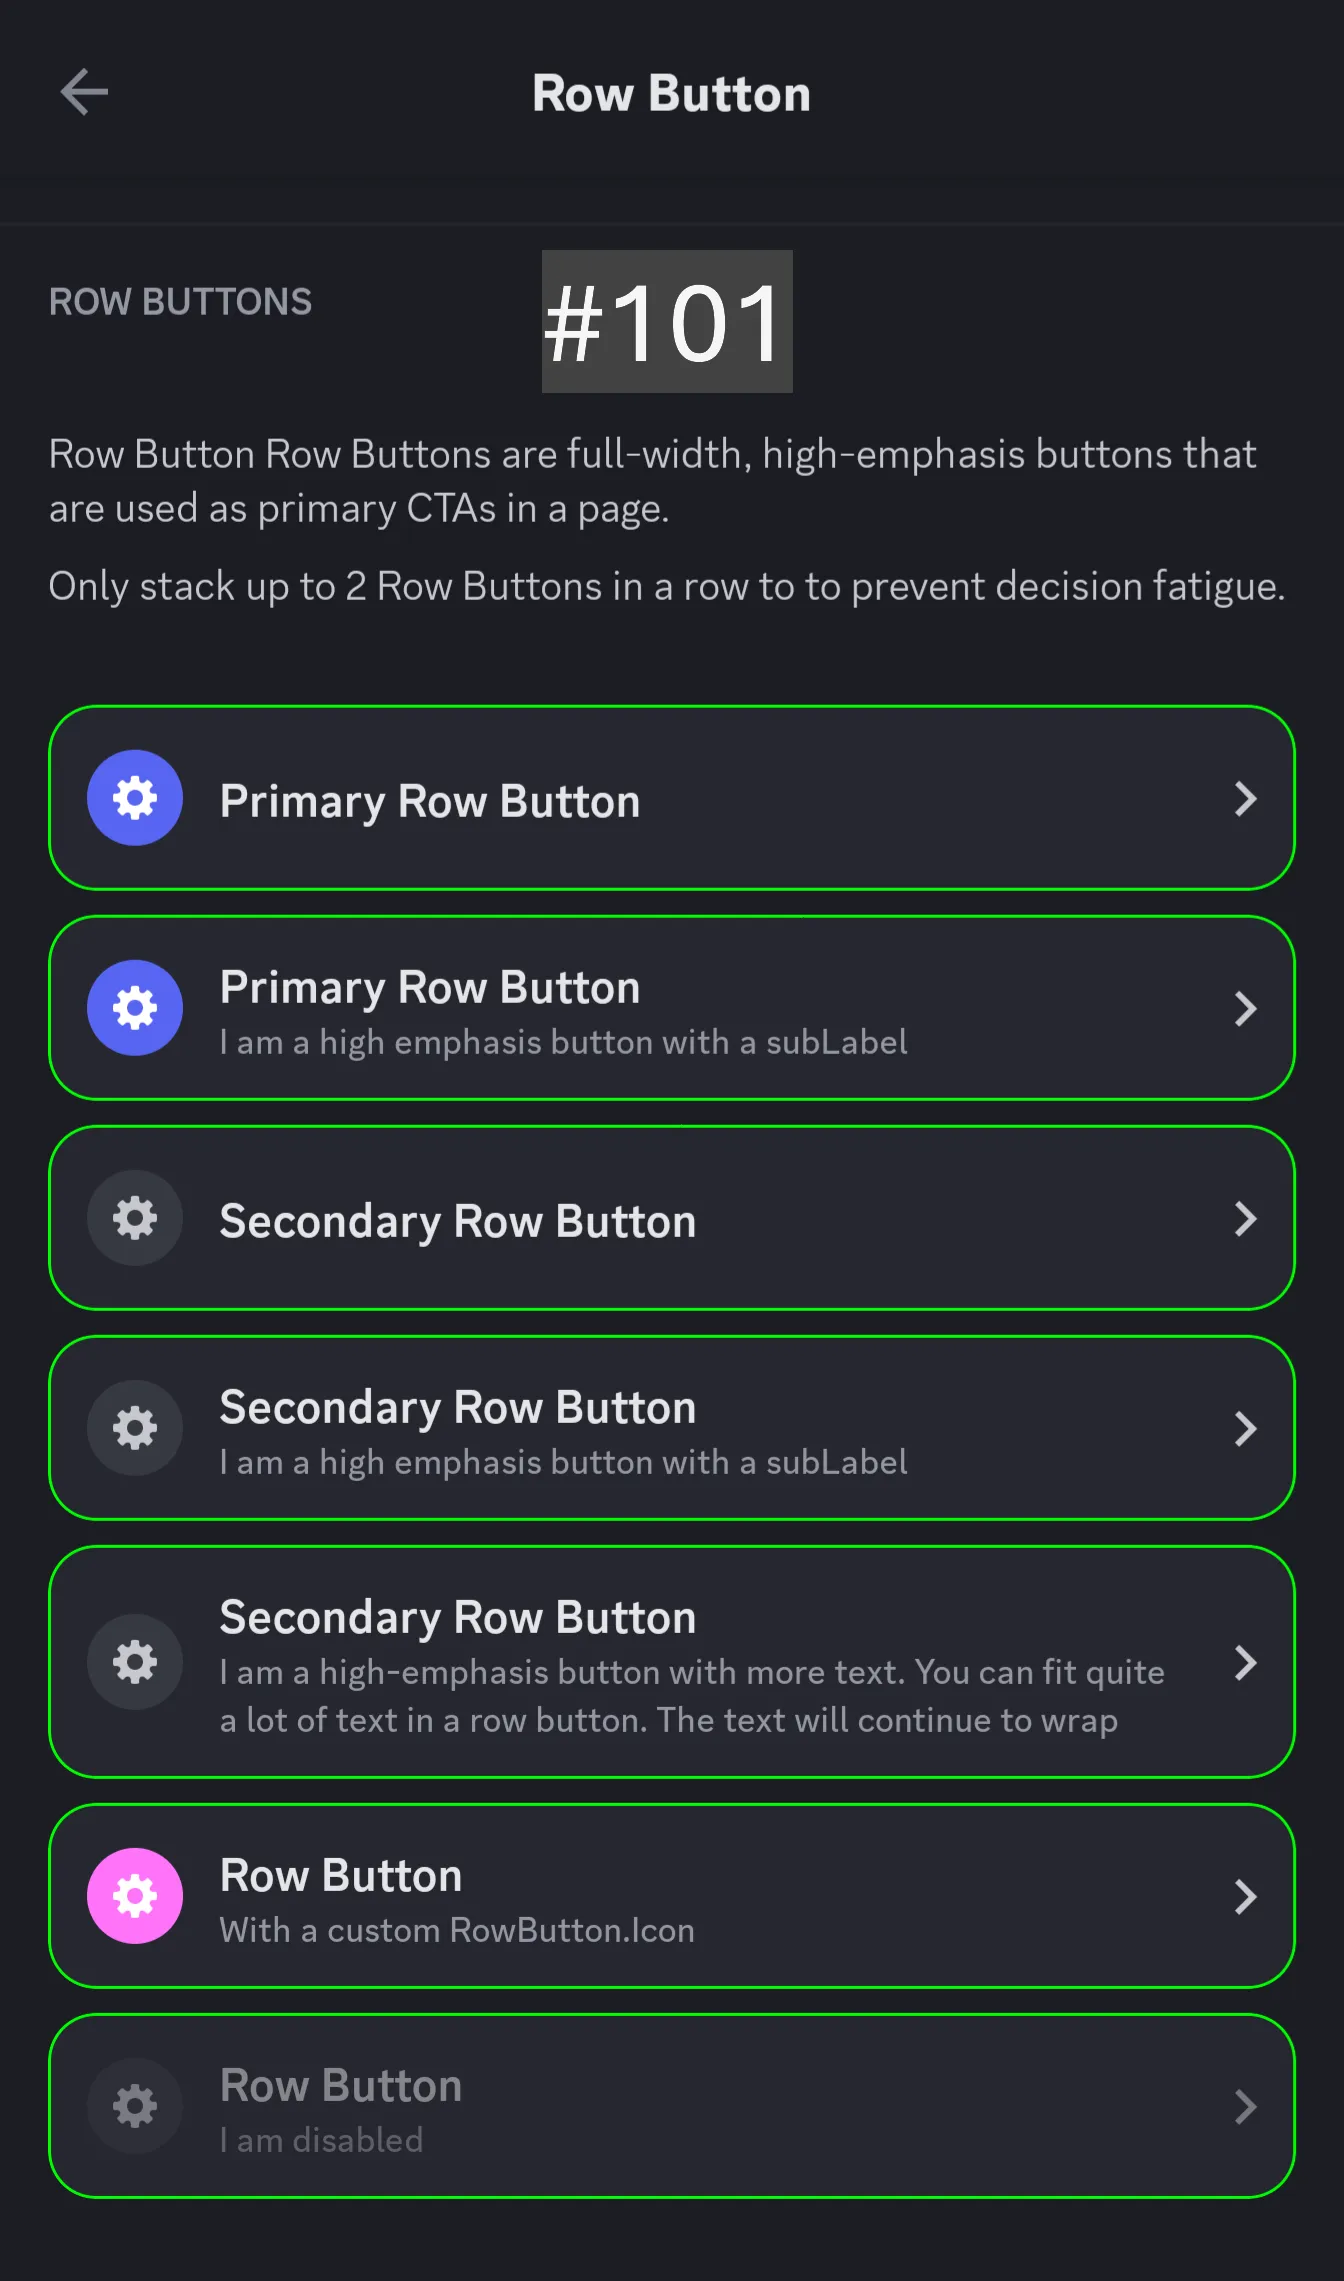 Row Button
ROW BUTTONS
#101
Row Button Row Buttons are full-width, high-emphasis buttons that
are used as primary CTAs in a page.
Only stack up to 2 Row Buttons in a row to to prevent decision fatigue.
Primary Row Button
Primary Row Button
I am a high emphasis button with a subLabel
Secondary Row Button
Secondary Row Button
I am a high emphasis button with a subLabel
Secondary Row Button
I am a high-emphasis button with more text. You can fit quite
a lot of text in a row button. The text will continue to wrap
Row Button
With a custom RowButton.Icon
Row Button
I am disabled